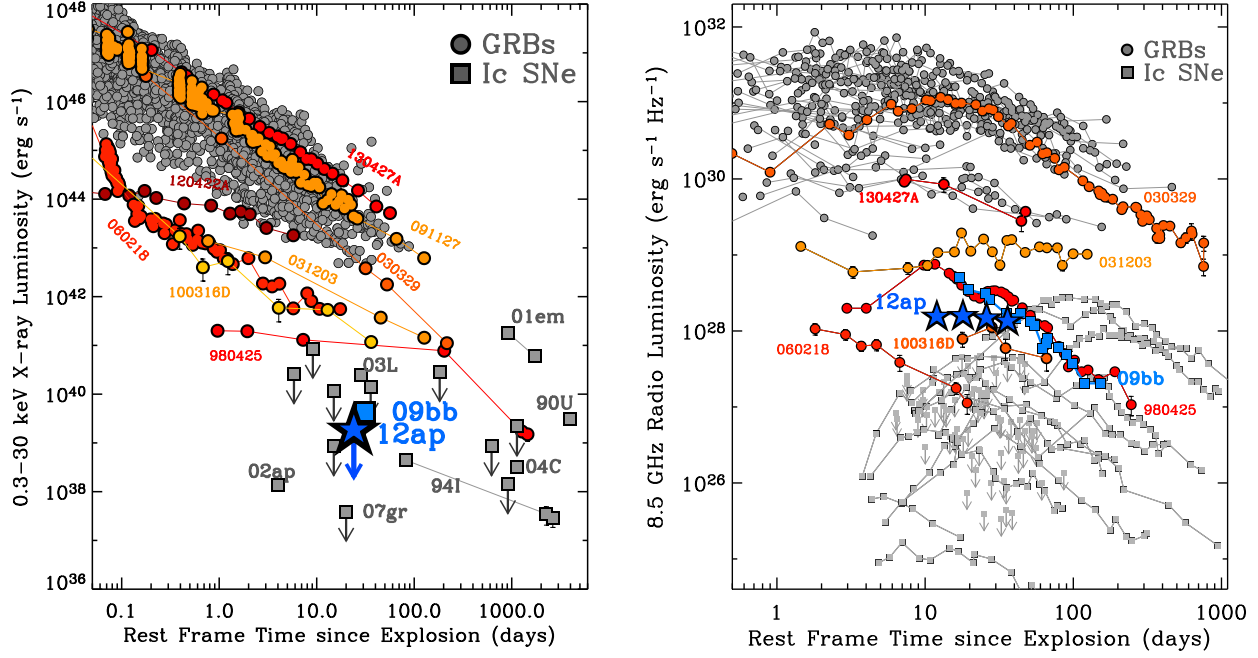 10^48
10^46
10^44
10^42
10^40
10^38
10^36
0.3−30 keV X−ray Luminosity (erg s^−1)
GRBs
Ic SNe
130427A
120422A
091127
060218
031203
030329
100316D
01em
980425
03L
09bb
90U
12ap
02ap
94I
04C
07gr
0.1
1.0
10.0
100.0
1000.0
Rest Frame Time since Explosion (days)
10^32
10^30
10^28
10^26
8.5 GHz Radio Luminosity (erg s^−1 Hz^−1)
GRBs
Ic SNe
130427A
030329
031203
12ap
100316D
060218
09bb
980425
1
10
100
1000
Rest Frame Time since Explosion (days)